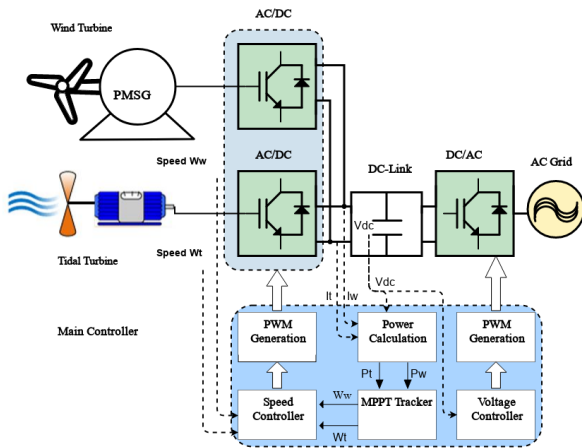 AC/DC
Wind Turbine
PMSG
Speed Ww
AC/DC
DC-Link
DC/AC
AC Grid
Vdc
Speed Wt
Tidal Turbine
Vdc
It
Iw
Main Controller
PWM
Generation
Power
Calculation
PWM
Generation
Pt
Pw
Speed
Controller
Ww
Wt
MPPT Tracker
Voltage
Controller